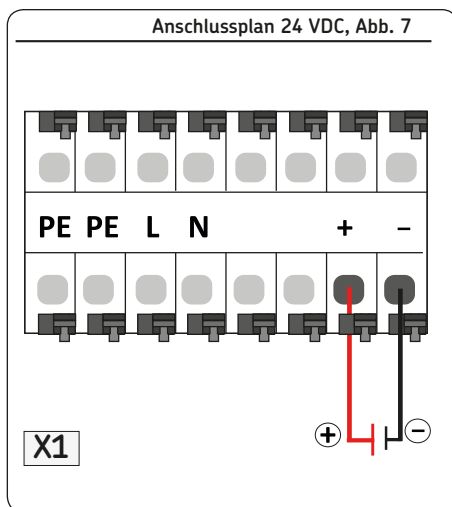 Anschlussplan 24 VDC, Abb. 7
PE PE L N + –
+ –
X1